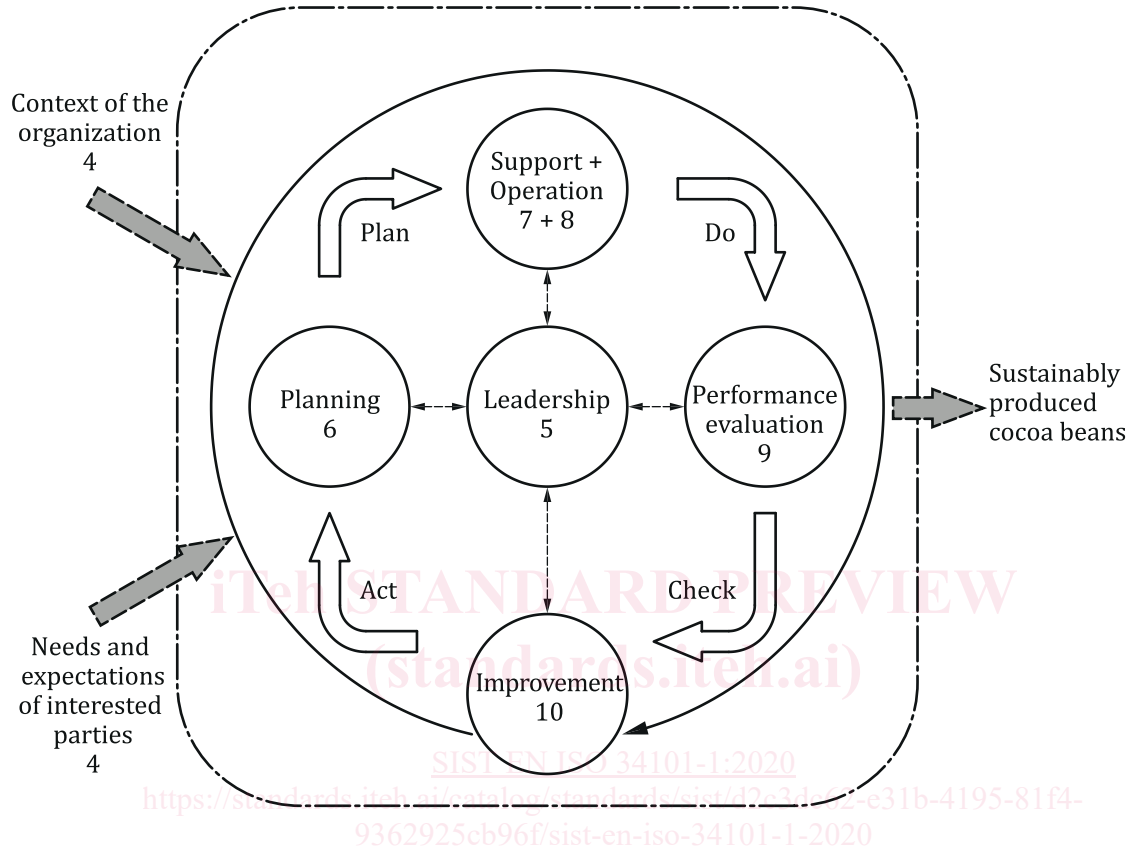 Context of the
organization
4
Support +
Operation
7 + 8
Plan
Do
Planning
6
Leadership
5
Performance
evaluation
9
Sustainably
produced
cocoa beans
Act
Check
iTeh STANDARD PREVIEW
(standards.iteh.ai)
Needs and
expectations
of interested
parties
4
Improvement
10
SIST EN ISO 34101-1:2020
https://standards.iteh.ai/catalog/standards/sist/d2c3dc62-e31b-4195-81f4-
9362925cb96f/sist-en-iso-34101-1-2020